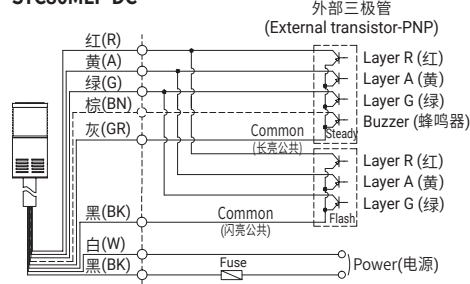 外部三极管
(External transistor-PNP)
红(R)
黄(A)
绿(G)
棕(BN)
灰(GR)
Common
(长亮公共)
Steady
Layer R (红)
Layer A (黄)
Layer G (绿)
Buzzer (蜂鸣器)
Layer R (红)
Layer A (黄)
Layer G (绿)
Flash
黑(BK)
Common
(闪亮公共)
白(W)
黑(BK)
Fuse
Power(电源)